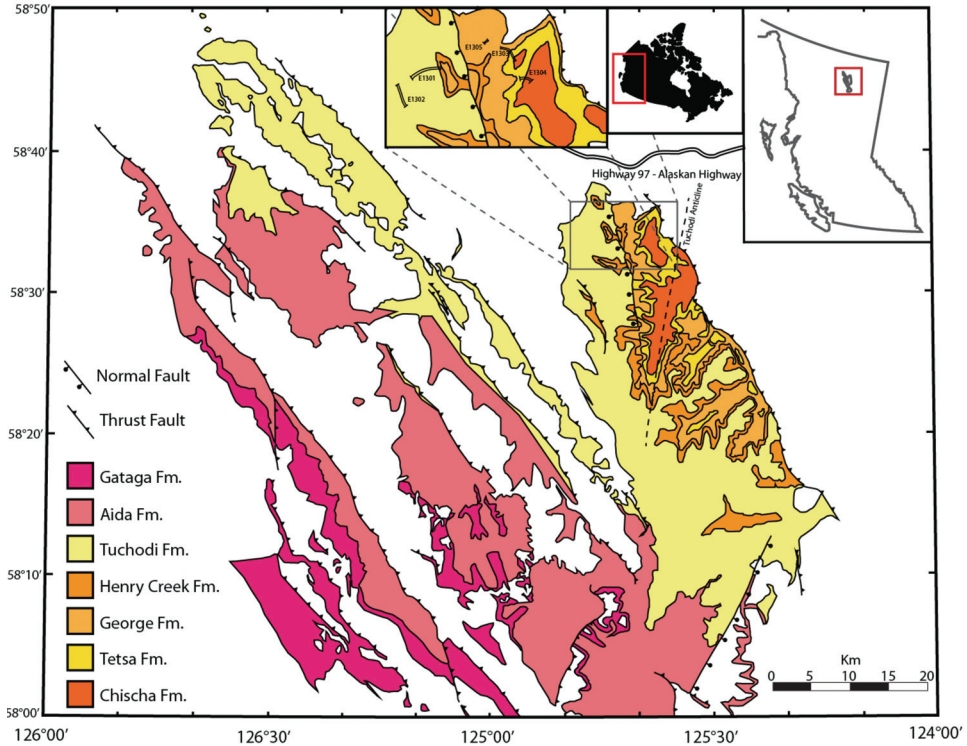 58°50'
58°40'
58°30'
58°20'
58°10'
58°00'
E1305
E1303
E1301
E1304
E1302
Highway 97 - Alaskan Highway
Tuchodi Anticline
Normal Fault
Thrust Fault
Gataga Fm.
Aida Fm.
Tuchodi Fm.
Henry Creek Fm.
George Fm.
Tetsa Fm.
Chischa Fm.
Km
0 5 10 15 20
126°00' 126°30' 125°00' 125°30' 124°00'